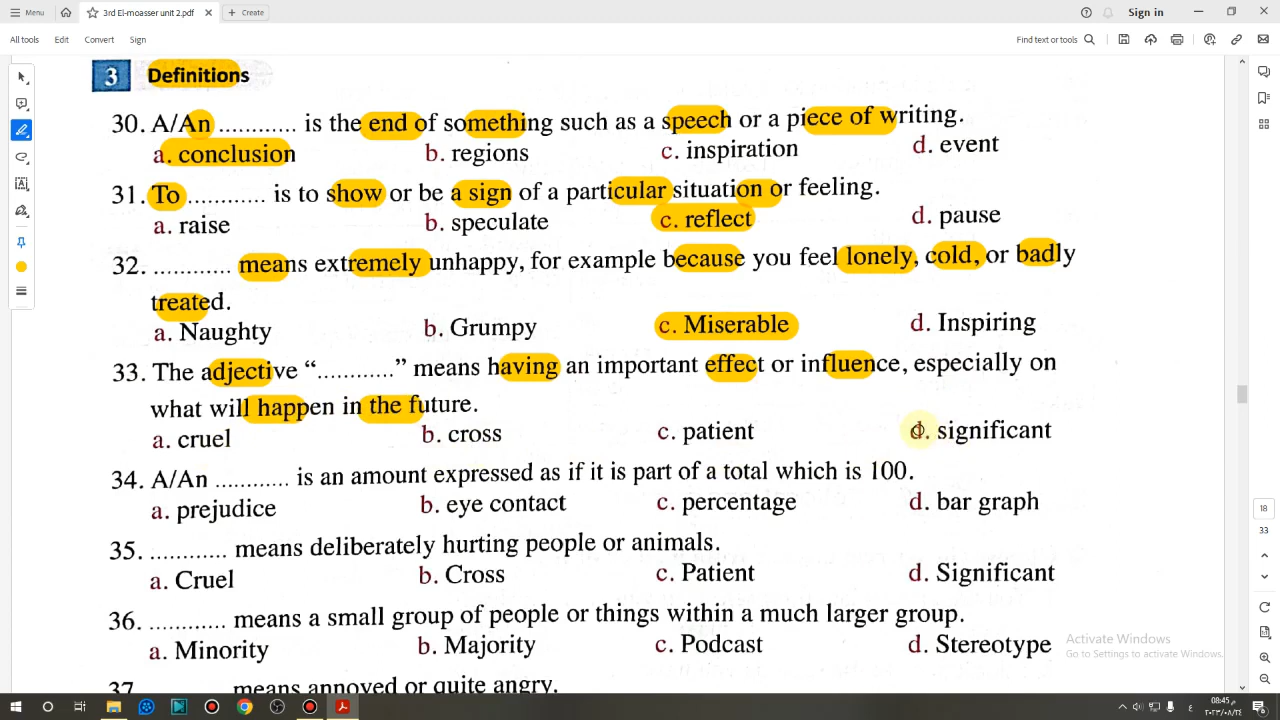 Menu
3rd El-moasser unit 2.pdf
Create
Sign in
All tools Edit Convert Sign
Find text or tools
3 Definitions
30. A/An ............ is the end of something such as a speech or a piece of writing.
a. conclusion b. regions c. inspiration d. event
31. To ............ is to show or be a sign of a particular situation or feeling.
a. raise b. speculate c. reflect d. pause
32. ............ means extremely unhappy, for example because you feel lonely, cold, or badly
treated.
a. Naughty b. Grumpy c. Miserable d. Inspiring
33. The adjective “............” means having an important effect or influence, especially on
what will happen in the future.
a. cruel b. cross c. patient d. significant
34. A/An ............ is an amount expressed as if it is part of a total which is 100.
a. prejudice b. eye contact c. percentage d. bar graph
35. ............ means deliberately hurting people or animals.
a. Cruel b. Cross c. Patient d. Significant
36. ............ means a small group of people or things within a much larger group.
a. Minority b. Majority c. Podcast d. Stereotype
37. ............ means annoyed or quite angry.
18
33
Activate Windows
Go to Settings to activate Windows.
08:45 م
٢٠٢٣/٠٨/٢٤